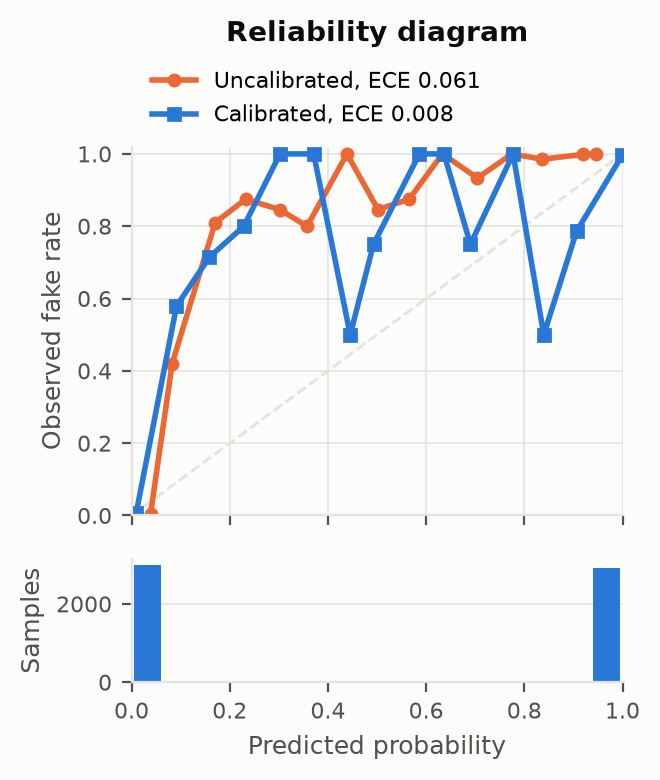 Reliability diagram
Uncalibrated, ECE 0.061
Calibrated, ECE 0.008
Observed fake rate
1.0
0.8
0.6
0.4
0.2
0.0
Samples
2000
0
0.0 0.2 0.4 0.6 0.8 1.0
Predicted probability